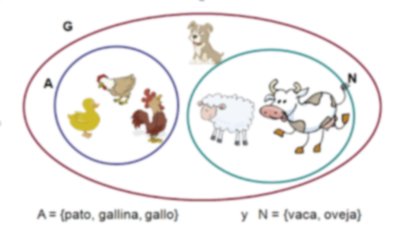 G
A
N
A = {pato, gallina, gallo} y N = {vaca, oveja}